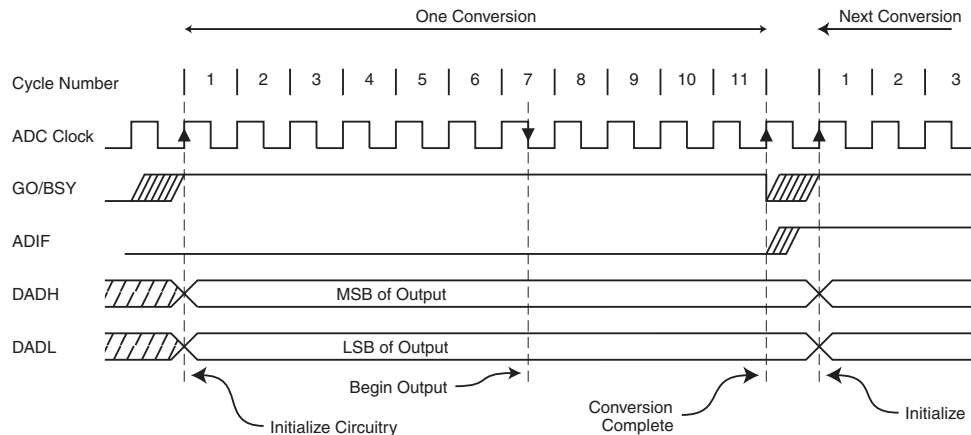 One Conversion
Next Conversion
Cycle Number 1 2 3 4 5 6 7 8 9 10 11 1 2 3
ADC Clock
GO/BSY
ADIF
DADH MSB of Output
DADL LSB of Output
Begin Output
Initialize Circuitry
Conversion
Complete
Initialize